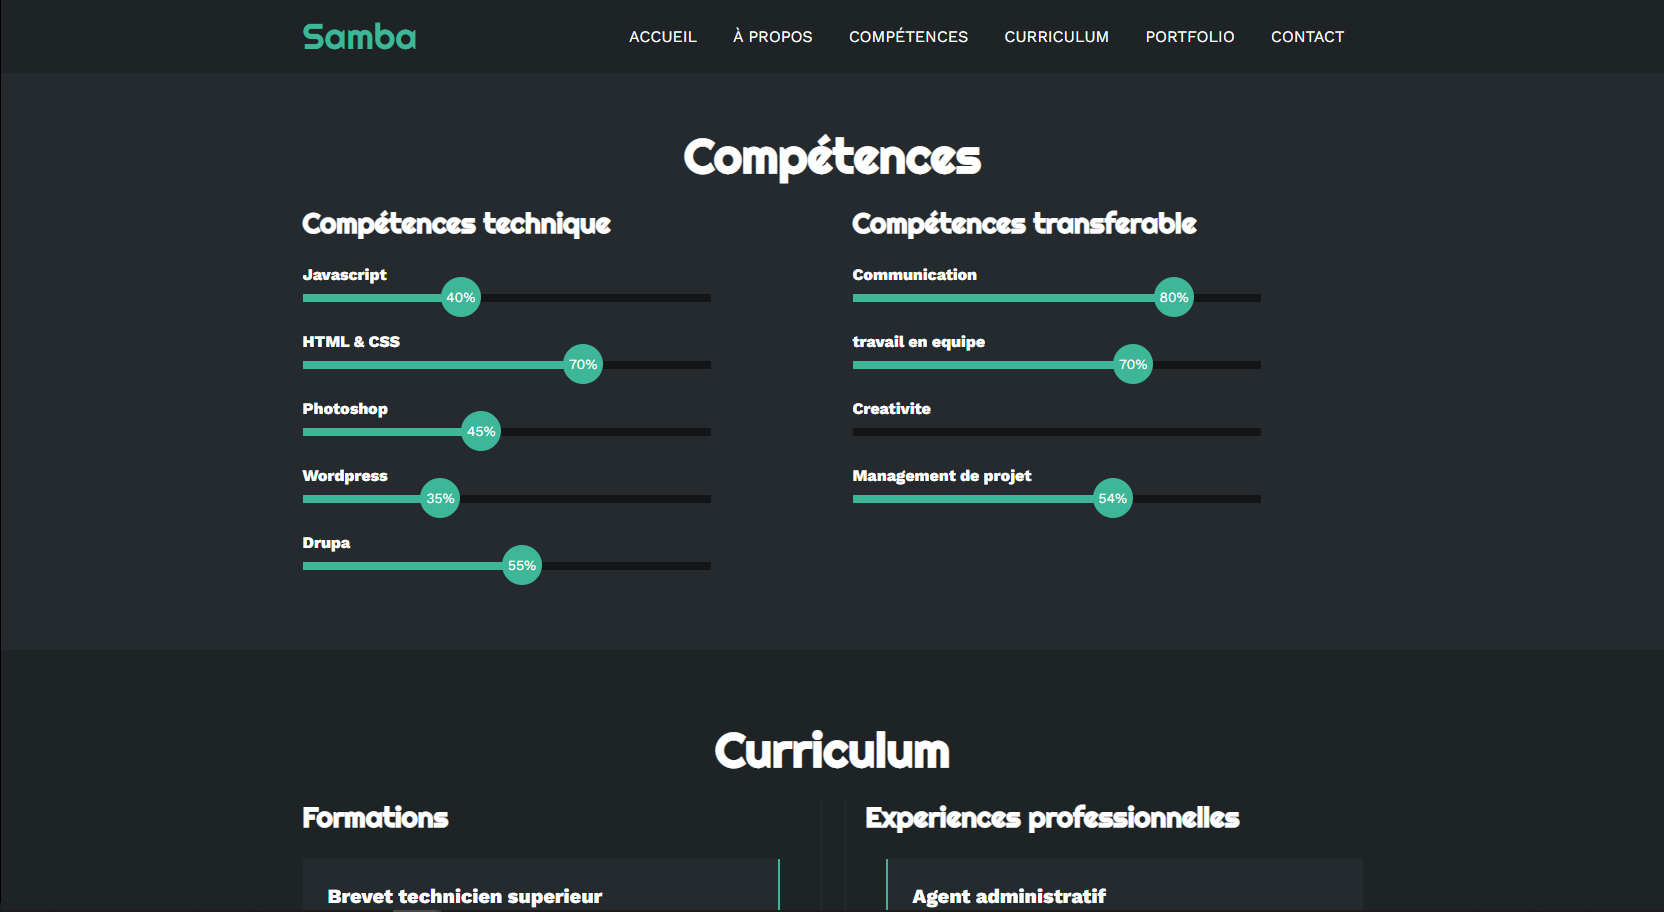 Samba
ACCUEIL À PROPOS COMPÉTENCES CURRICULUM PORTFOLIO CONTACT
Compétences
Compétences technique
Javascript
40%
HTML & CSS
70%
Photoshop
45%
Wordpress
35%
Drupa
55%
Compétences transferable
Communication
80%
travail en equipe
70%
Creativite
Management de projet
54%
Curriculum
Formations
Brevet technicien superieur
Experiences professionnelles
Agent administratif